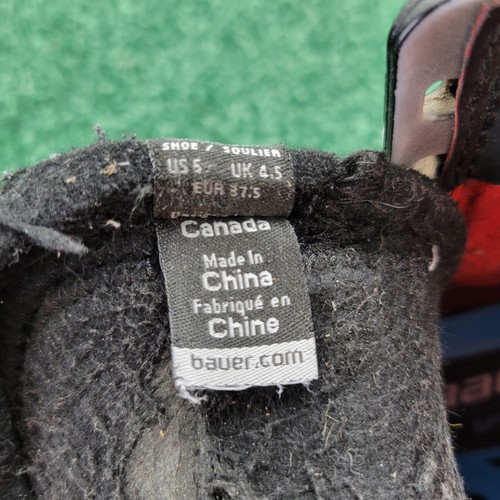 SHOE / SOULIER
US 5 UK 4.5
EUR 37.5
Canada
Made In
China
Fabriqué en
Chine
bauer.com